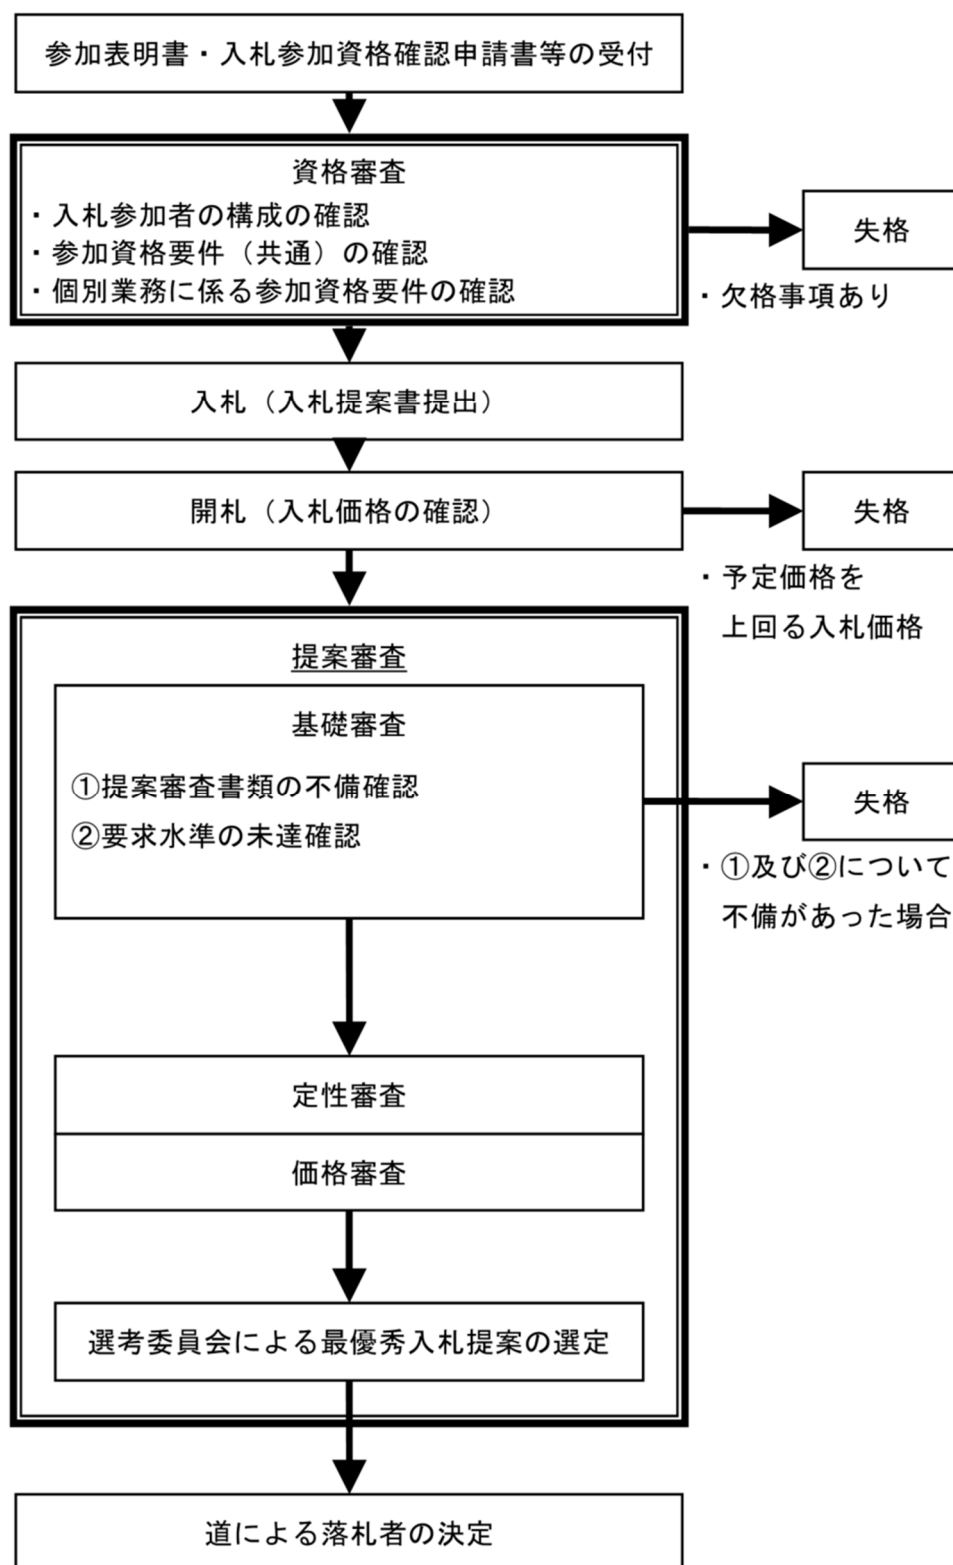 参加表明書・入札参加資格確認申請書等の受付
資格審査
・入札参加者の構成の確認
・参加資格要件（共通）の確認
・個別業務に係る参加資格要件の確認
失格
・欠格事項あり
入札（入札提案書提出）
開札（入札価格の確認）
失格
・予定価格を
上回る入札価格
提案審査
基礎審査
①提案審査書類の不備確認
②要求水準の未達確認
失格
・①及び②について
不備があった場合
定性審査
価格審査
選考委員会による最優秀入札提案の選定
道による落札者の決定